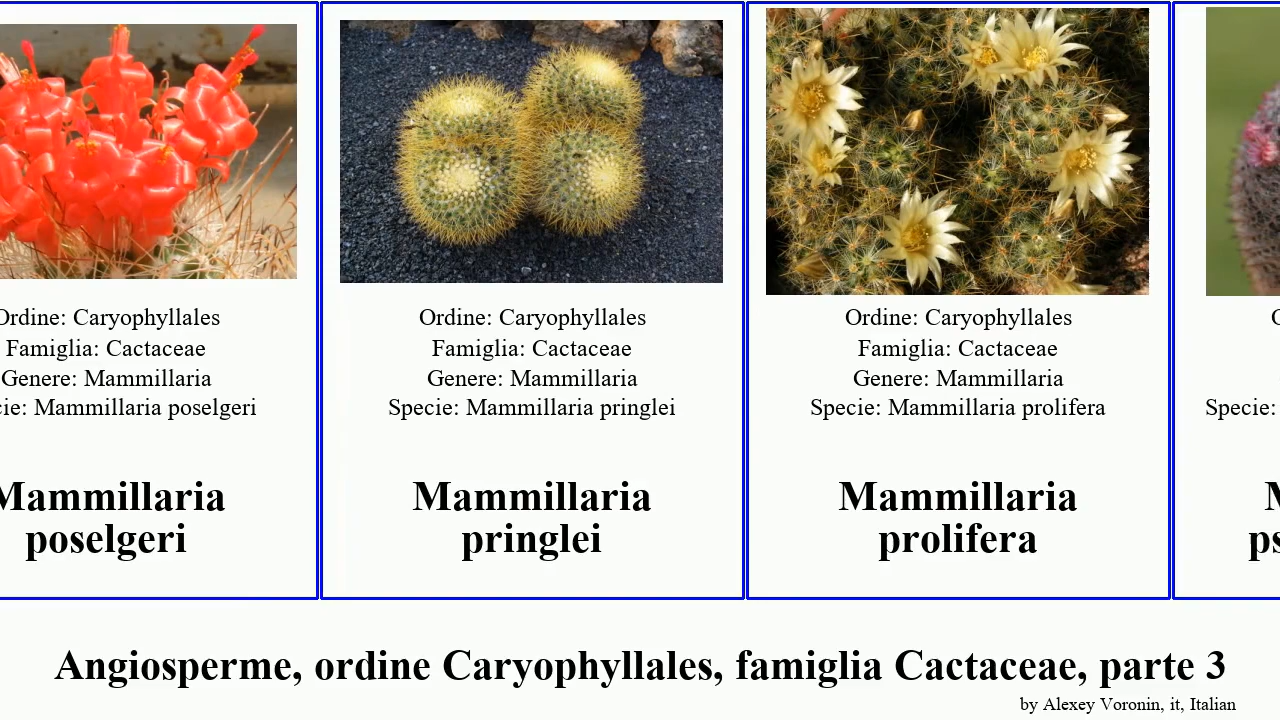 Ordine: Caryophyllales
Famiglia: Cactaceae
Genere: Mammillaria
cie: Mammillaria poselgeri
Mammillaria
poselgeri
Ordine: Caryophyllales
Famiglia: Cactaceae
Genere: Mammillaria
Specie: Mammillaria pringlei
Mammillaria
pringlei
Ordine: Caryophyllales
Famiglia: Cactaceae
Genere: Mammillaria
Specie: Mammillaria prolifera
Mammillaria
prolifera
Specie:
ps
Angiosperme, ordine Caryophyllales, famiglia Cactaceae, parte 3
by Alexey Voronin, it, Italian